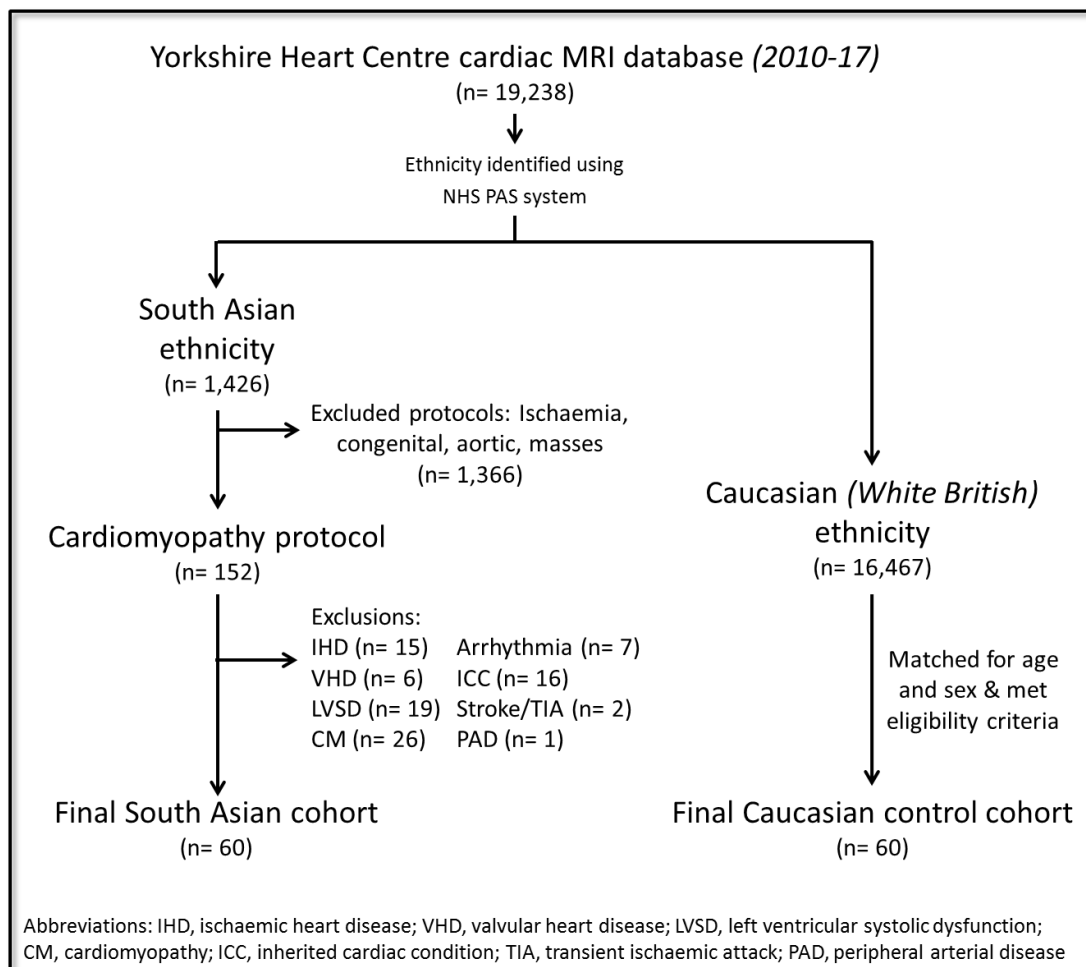 Yorkshire Heart Centre cardiac MRI database (2010-17)
(n= 19,238)
Ethnicity identified using
NHS PAS system
South Asian
ethnicity
(n= 1,426)
Excluded protocols: Ischaemia,
congenital, aortic, masses
(n= 1,366)
Cardiomyopathy protocol
(n= 152)
Exclusions:
IHD (n= 15) Arrhythmia (n= 7)
VHD (n= 6) ICC (n= 16)
LVSD (n= 19) Stroke/TIA (n= 2)
CM (n= 26) PAD (n= 1)
Final South Asian cohort
(n= 60)
Caucasian (White British)
ethnicity
(n= 16,467)
Matched for age
and sex & met
eligibility criteria
Final Caucasian control cohort
(n= 60)
Abbreviations: IHD, ischaemic heart disease; VHD, valvular heart disease; LVSD, left ventricular systolic dysfunction;
CM, cardiomyopathy; ICC, inherited cardiac condition; TIA, transient ischaemic attack; PAD, peripheral arterial disease